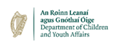 An Roinn Leanaí
agus Gnóthaí Óige
Department of Children
and Youth Affairs